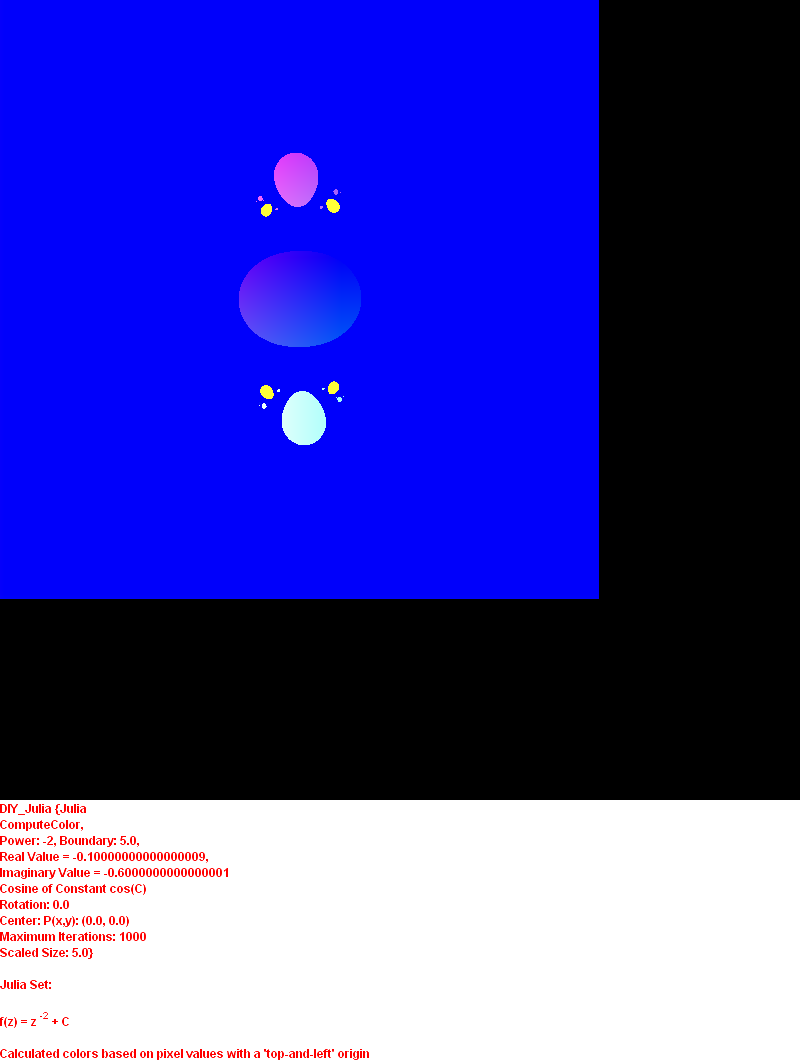 DIY_Julia {Julia
ComputeColor,
Power: -2, Boundary: 5.0,
Real Value = -0.10000000000000009,
Imaginary Value = -0.6000000000000001
Cosine of Constant cos(C)
Rotation: 0.0
Center: P(x,y): (0.0, 0.0)
Maximum Iterations: 1000
Scaled Size: 5.0}
Julia Set:
f(z) = z -2 + C
Calculated colors based on pixel values with a 'top-and-left' origin